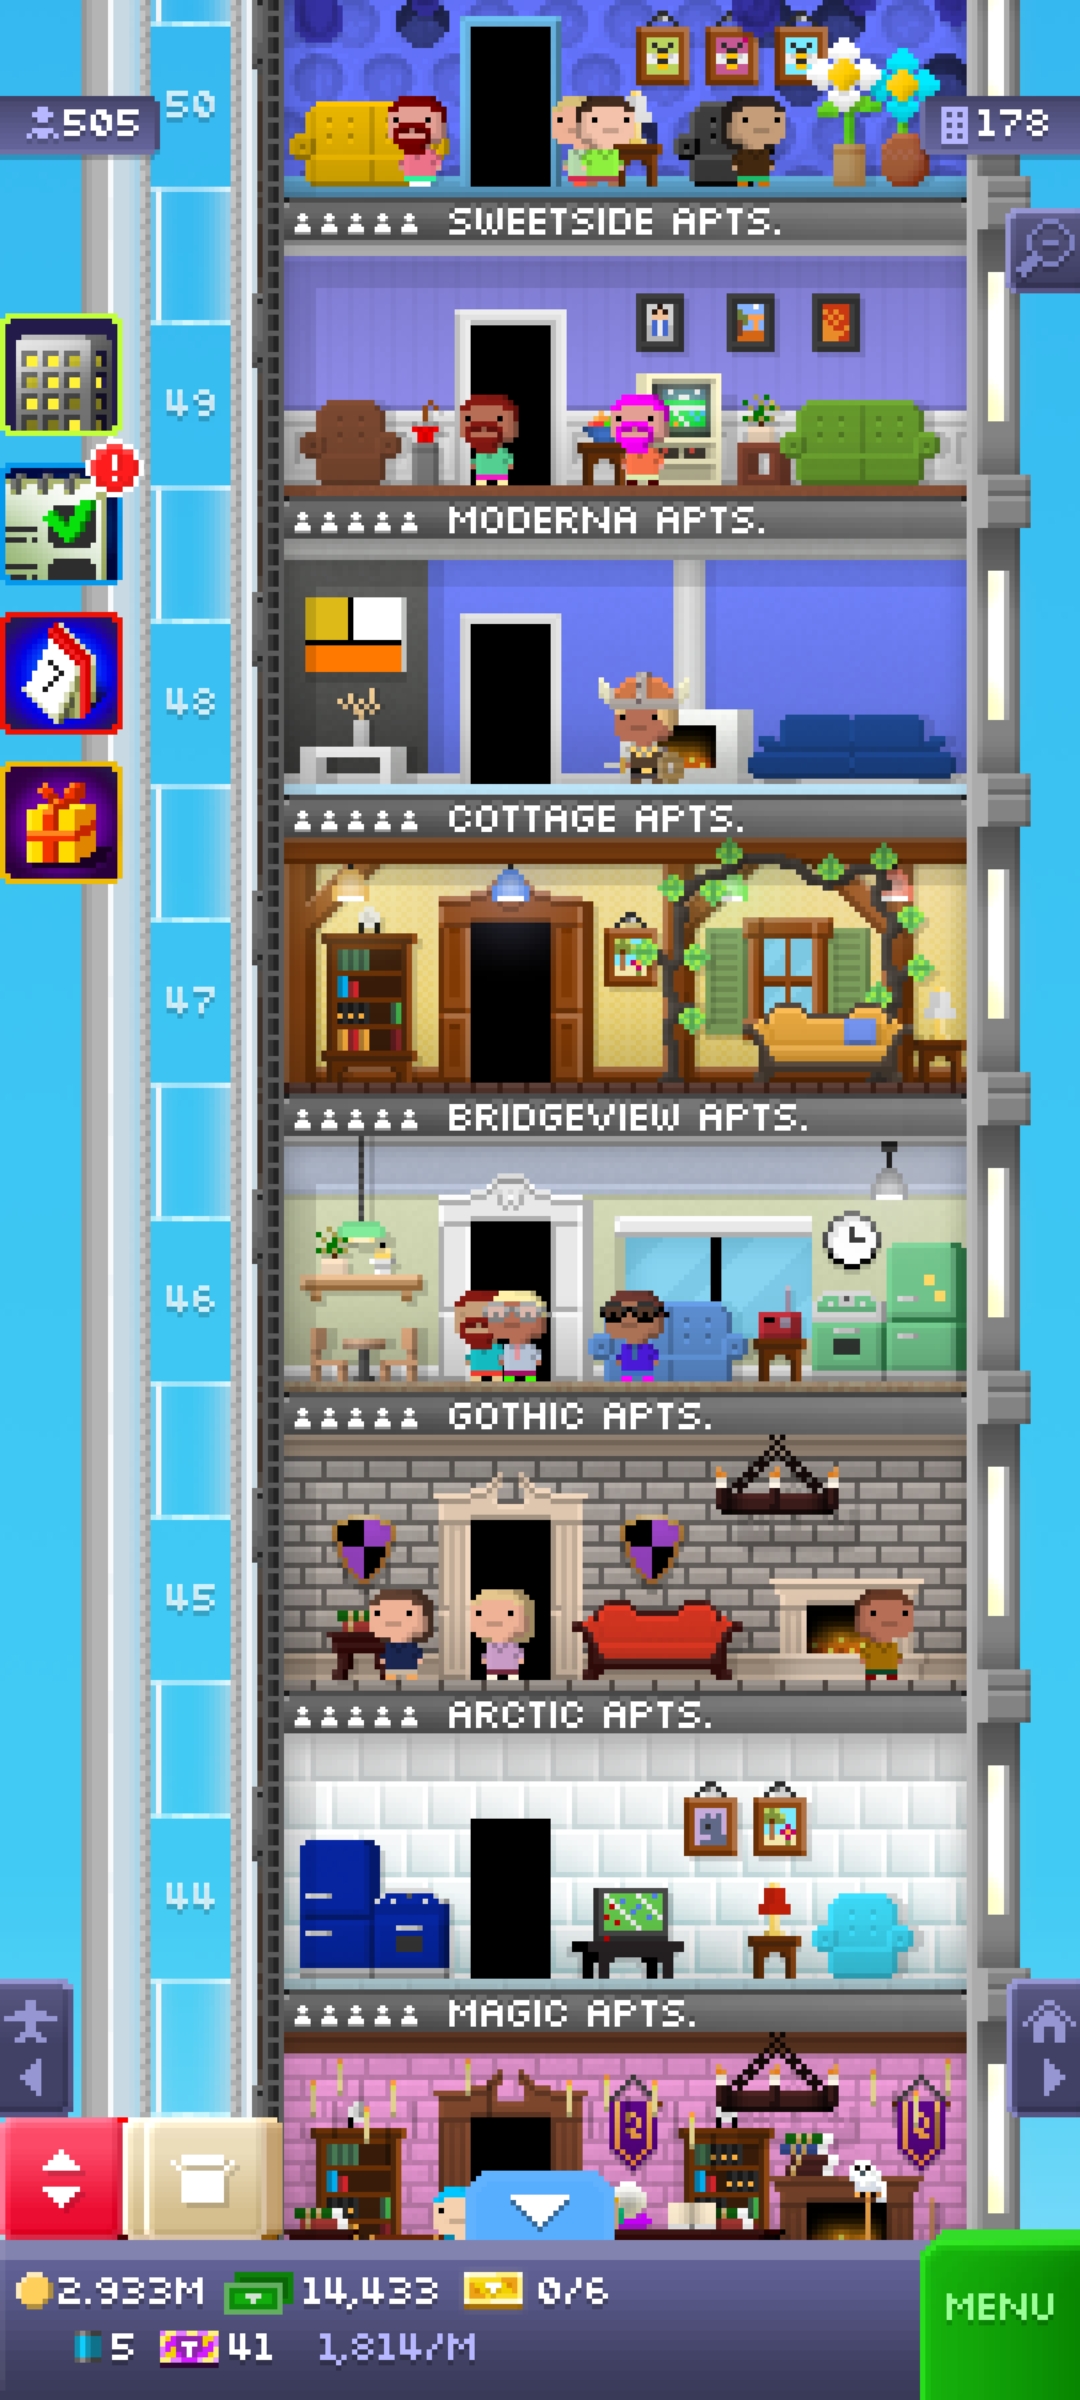 50
505
178
SWEETSIDE APTS.
49
MODERNA APTS.
48
COTTAGE APTS.
47
BRIDGEVIEW APTS.
46
GOTHIC APTS.
45
ARCTIC APTS.
44
MAGIC APTS.
2.933M 14,433 0/6
MENU
5 41 1,814/M